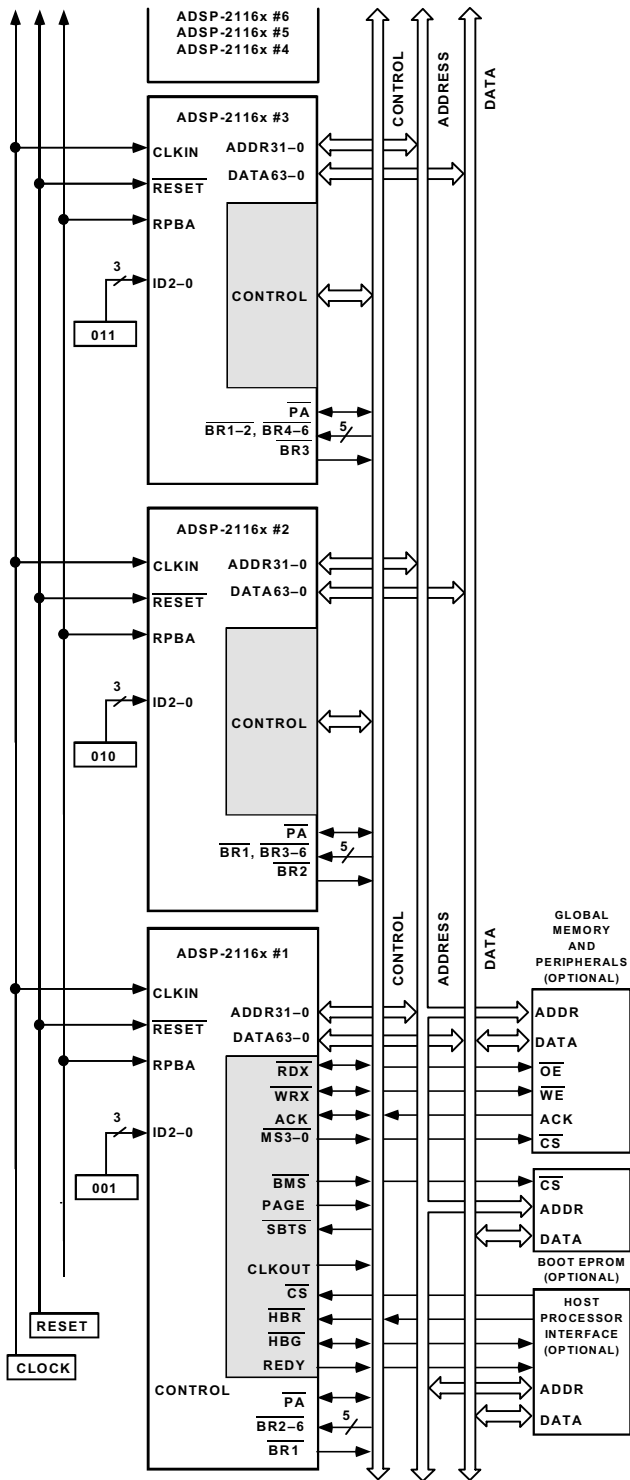 ADSP-2116x #6
ADSP-2116x #5
ADSP-2116x #4
CONTROL
ADDRESS
DATA
ADSP-2116x #3
CLKIN
ADDR31–0
RESET
DATA63-0
RPBA
3
ID2–0
CONTROL
011
PA
BR1–2, BR4–6
5
BR3
ADSP-2116x #2
CLKIN
ADDR31–0
RESET
DATA63-0
RPBA
3
ID2–0
CONTROL
010
PA
BR1, BR3–6
5
BR2
CONTROL
ADDRESS
DATA
GLOBAL
MEMORY
AND
PERIPHERALS
(OPTIONAL)
ADSP-2116x #1
CLKIN
ADDR31–0
ADDR
RESET
DATA63-0
DATA
RPBA
RDX
OE
WRX
WE
ACK
ACK
3
ID2–0
MS3–0
CS
001
BMS
CS
PAGE
ADDR
SBTS
DATA
BOOT EPROM
(OPTIONAL)
CLKOUT
CS
HOST
PROCESSOR
INTERFACE
(OPTIONAL)
HBR
RESET
HBG
REDY
CLOCK
CONTROL
ADDR
PA
DATA
BR2–6
5
BR1